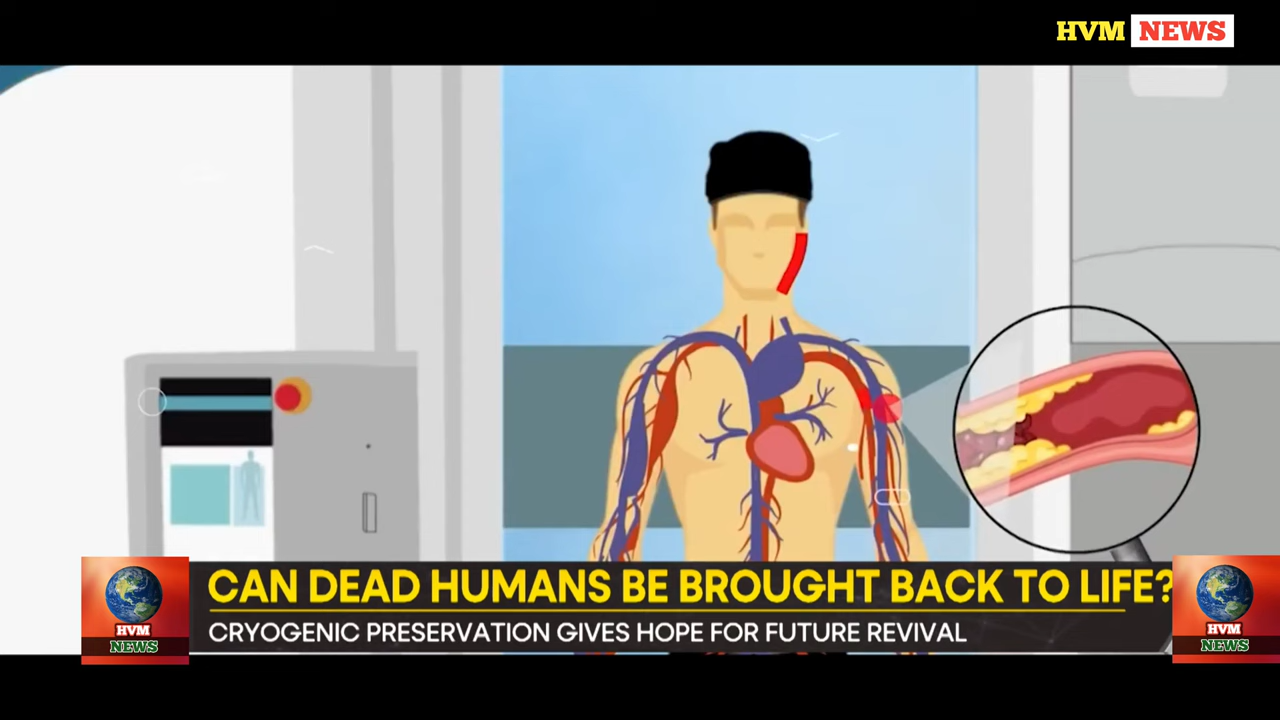 HVM NEWS
CAN DEAD HUMANS BE BROUGHT BACK TO LIFE?
CRYOGENIC PRESERVATION GIVES HOPE FOR FUTURE REVIVAL
HVM
NEWS
HVM
NEWS